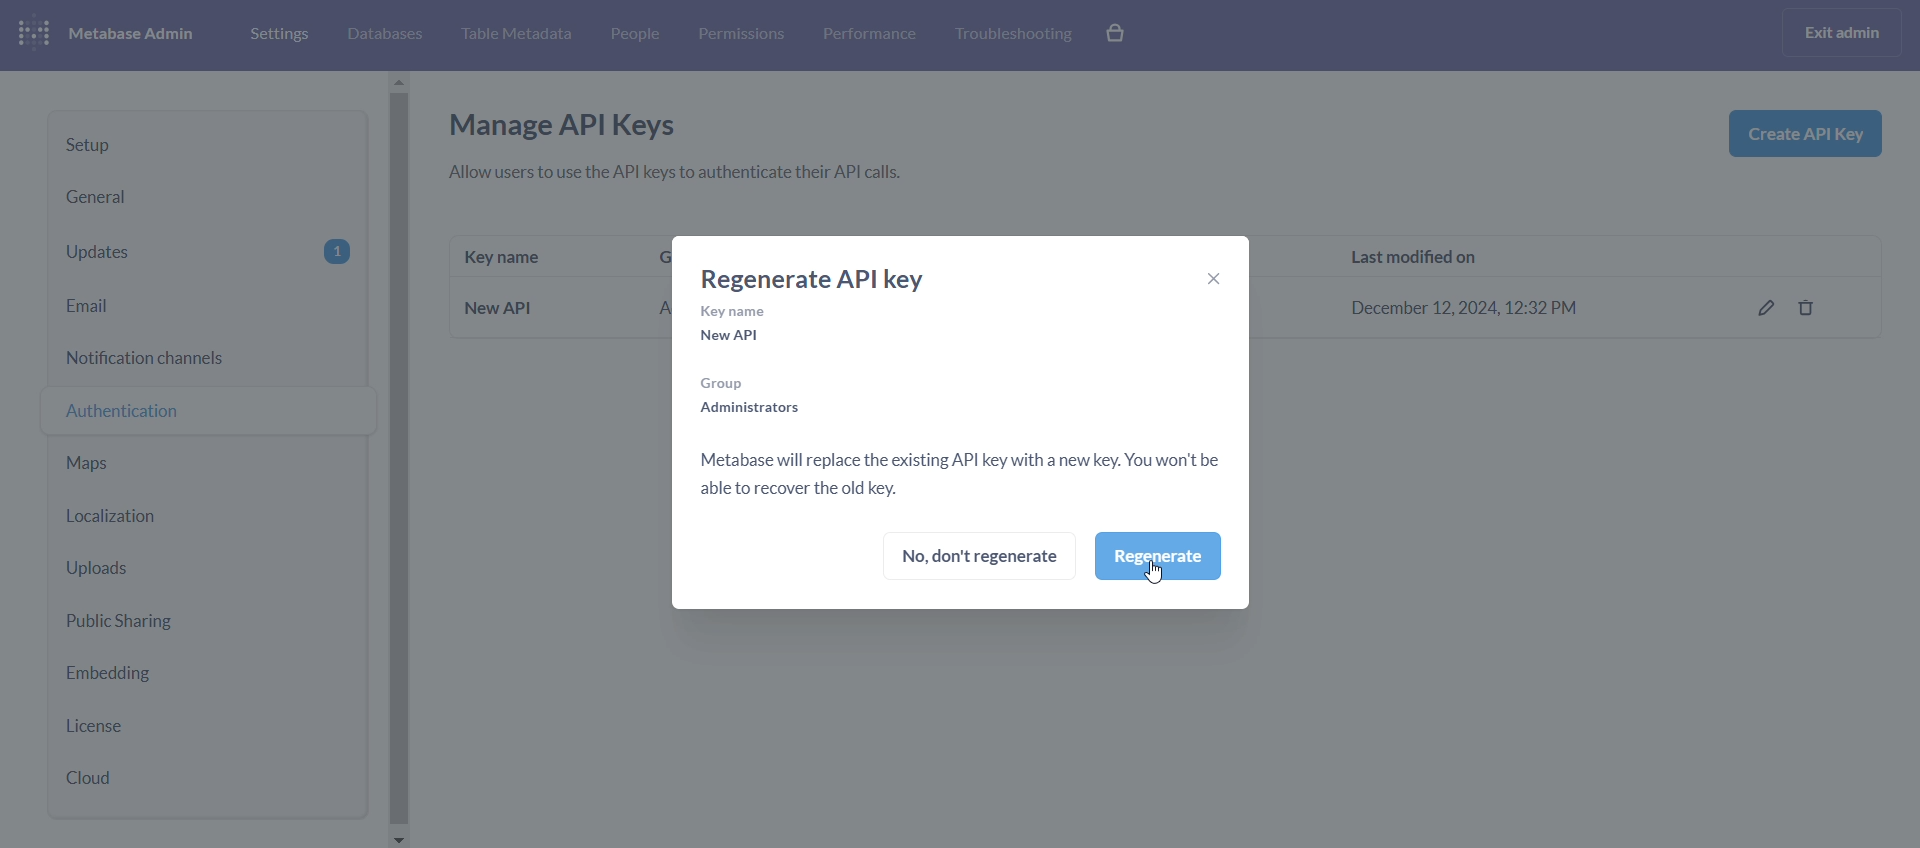 Metabase Admin
Settings
Databases
Table Metadata
People
Permissions
Performance
Troubleshooting
Exit admin
Setup
General
Updates
1
Email
Notification channels
Authentication
Maps
Localization
Uploads
Public Sharing
Embedding
License
Cloud
Manage API Keys
Create API Key
Allow users to use the API keys to authenticate their API calls.
Key name
Last modified on
New API
December 12, 2024, 12:32 PM
Regenerate API key
Key name
New API
Group
Administrators
Metabase will replace the existing API key with a new key. You won't be
able to recover the old key.
No, don't regenerate
Regenerate